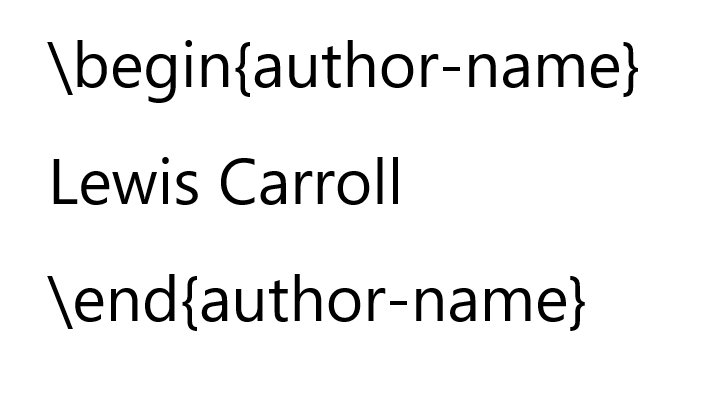 \begin{author-name}
Lewis Carroll
\end{author-name}